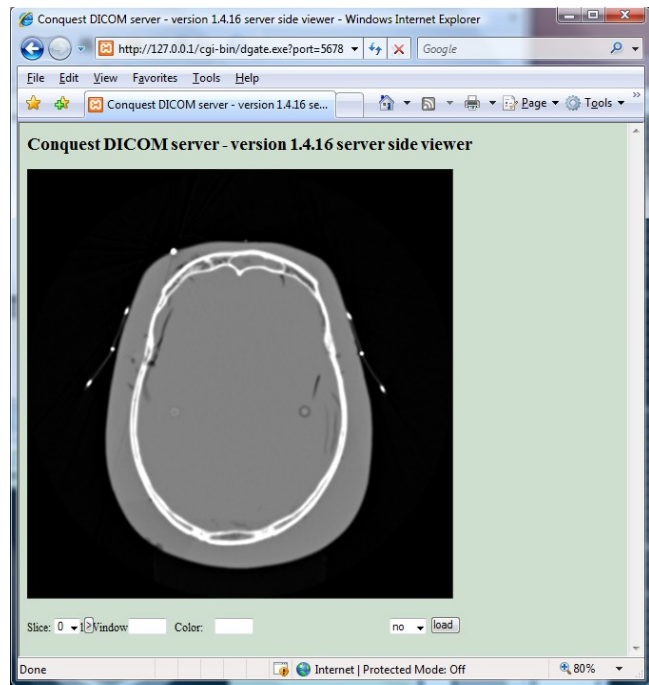 Conquest DICOM server - version 1.4.16 server side viewer - Windows Internet Explorer
http://127.0.0.1/cgi-bin/dgate.exe?port=5678
Google
File Edit View Favorites Tools Help
Conquest DICOM server - version 1.4.16 se...
Page Tools
Conquest DICOM server - version 1.4.16 server side viewer
Slice: 0 1 > Window Color: no load
Done Internet | Protected Mode: Off 80%